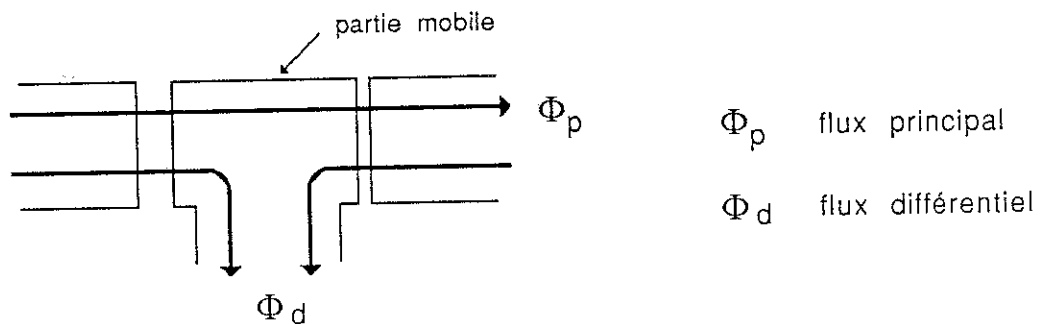 partie mobile
Φp
Φp flux principal
Φd flux différentiel
Φd